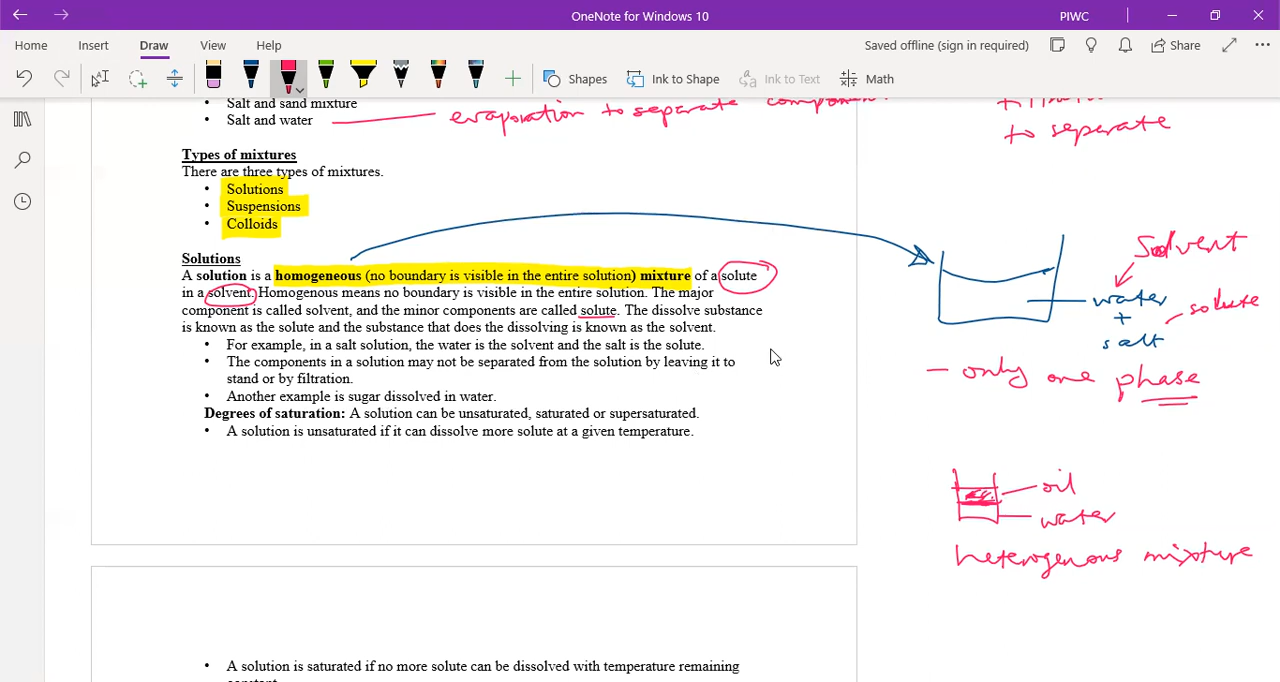 OneNote for Windows 10
PIWC
Home Insert Draw View Help
Saved offline (sign in required)
Share
Shapes
Ink to Shape
Ink to Text
Math
• Salt and sand mixture
• Salt and water
evaporation to separate
to separate
Types of mixtures
There are three types of mixtures.
• Solutions
• Suspensions
• Colloids
Solutions
A solution is a homogeneous (no boundary is visible in the entire solution) mixture of a solute
in a solvent. Homogenous means no boundary is visible in the entire solution. The major
component is called solvent, and the minor components are called solute. The dissolve substance
is known as the solute and the substance that does the dissolving is known as the solvent.
• For example, in a salt solution, the water is the solvent and the salt is the solute.
• The components in a solution may not be separated from the solution by leaving it to
stand or by filtration.
• Another example is sugar dissolved in water.
Degrees of saturation: A solution can be unsaturated, saturated or supersaturated.
• A solution is unsaturated if it can dissolve more solute at a given temperature.
Solvent
water
+
salt
solute
- only one phase
oil
water
heterogenous mixture
• A solution is saturated if no more solute can be dissolved with temperature remaining